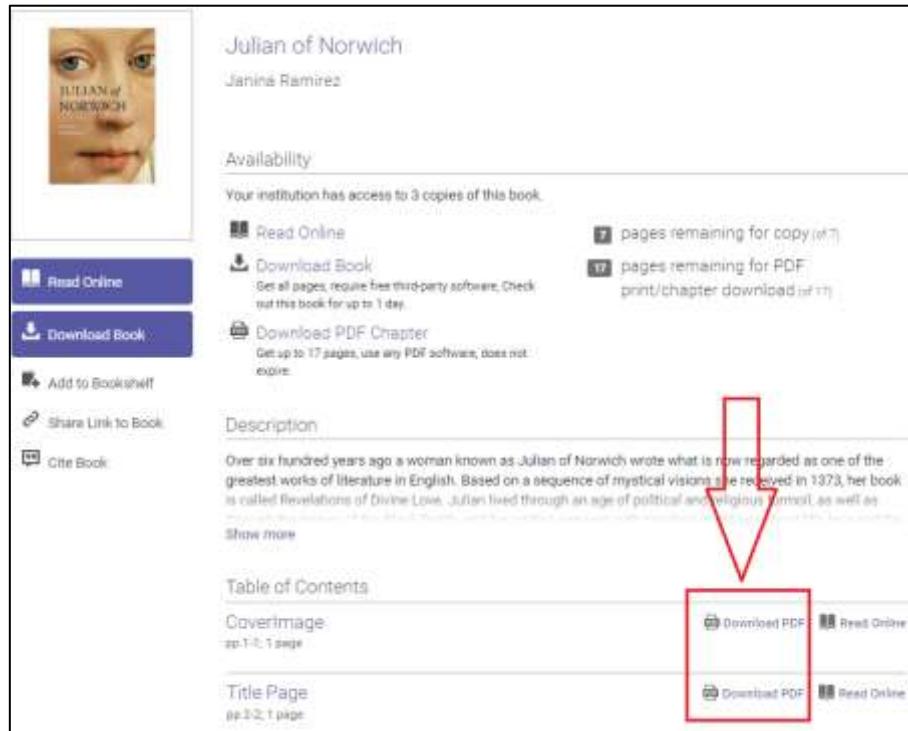 JULIAN of
NORWICH
Read Online
Download Book
Add to Bookshelf
Share Link to Book
Cite Book
Julian of Norwich
Janina Ramirez
Availability
Your institution has access to 3 copies of this book.
Read Online
Download Book
Get all pages, require free third-party software, Check
out this book for up to 1 day.
Download PDF Chapter
Get up to 17 pages, use any PDF software, does not
expire.
7 pages remaining for copy (of 7)
17 pages remaining for PDF
print/chapter download (of 17)
Description
Over six hundred years ago a woman known as Julian of Norwich wrote what is now regarded as one of the
greatest works of literature in English. Based on a sequence of mystical visions she received in 1373, her book
is called Revelations of Divine Love. Julian lived through an age of political and religious turmoil, as well as
Show more
Table of Contents
CoverImage
Download PDF Read Online
pp.1-1; 1 page
Title Page
Download PDF Read Online
pp.2-2; 1 page